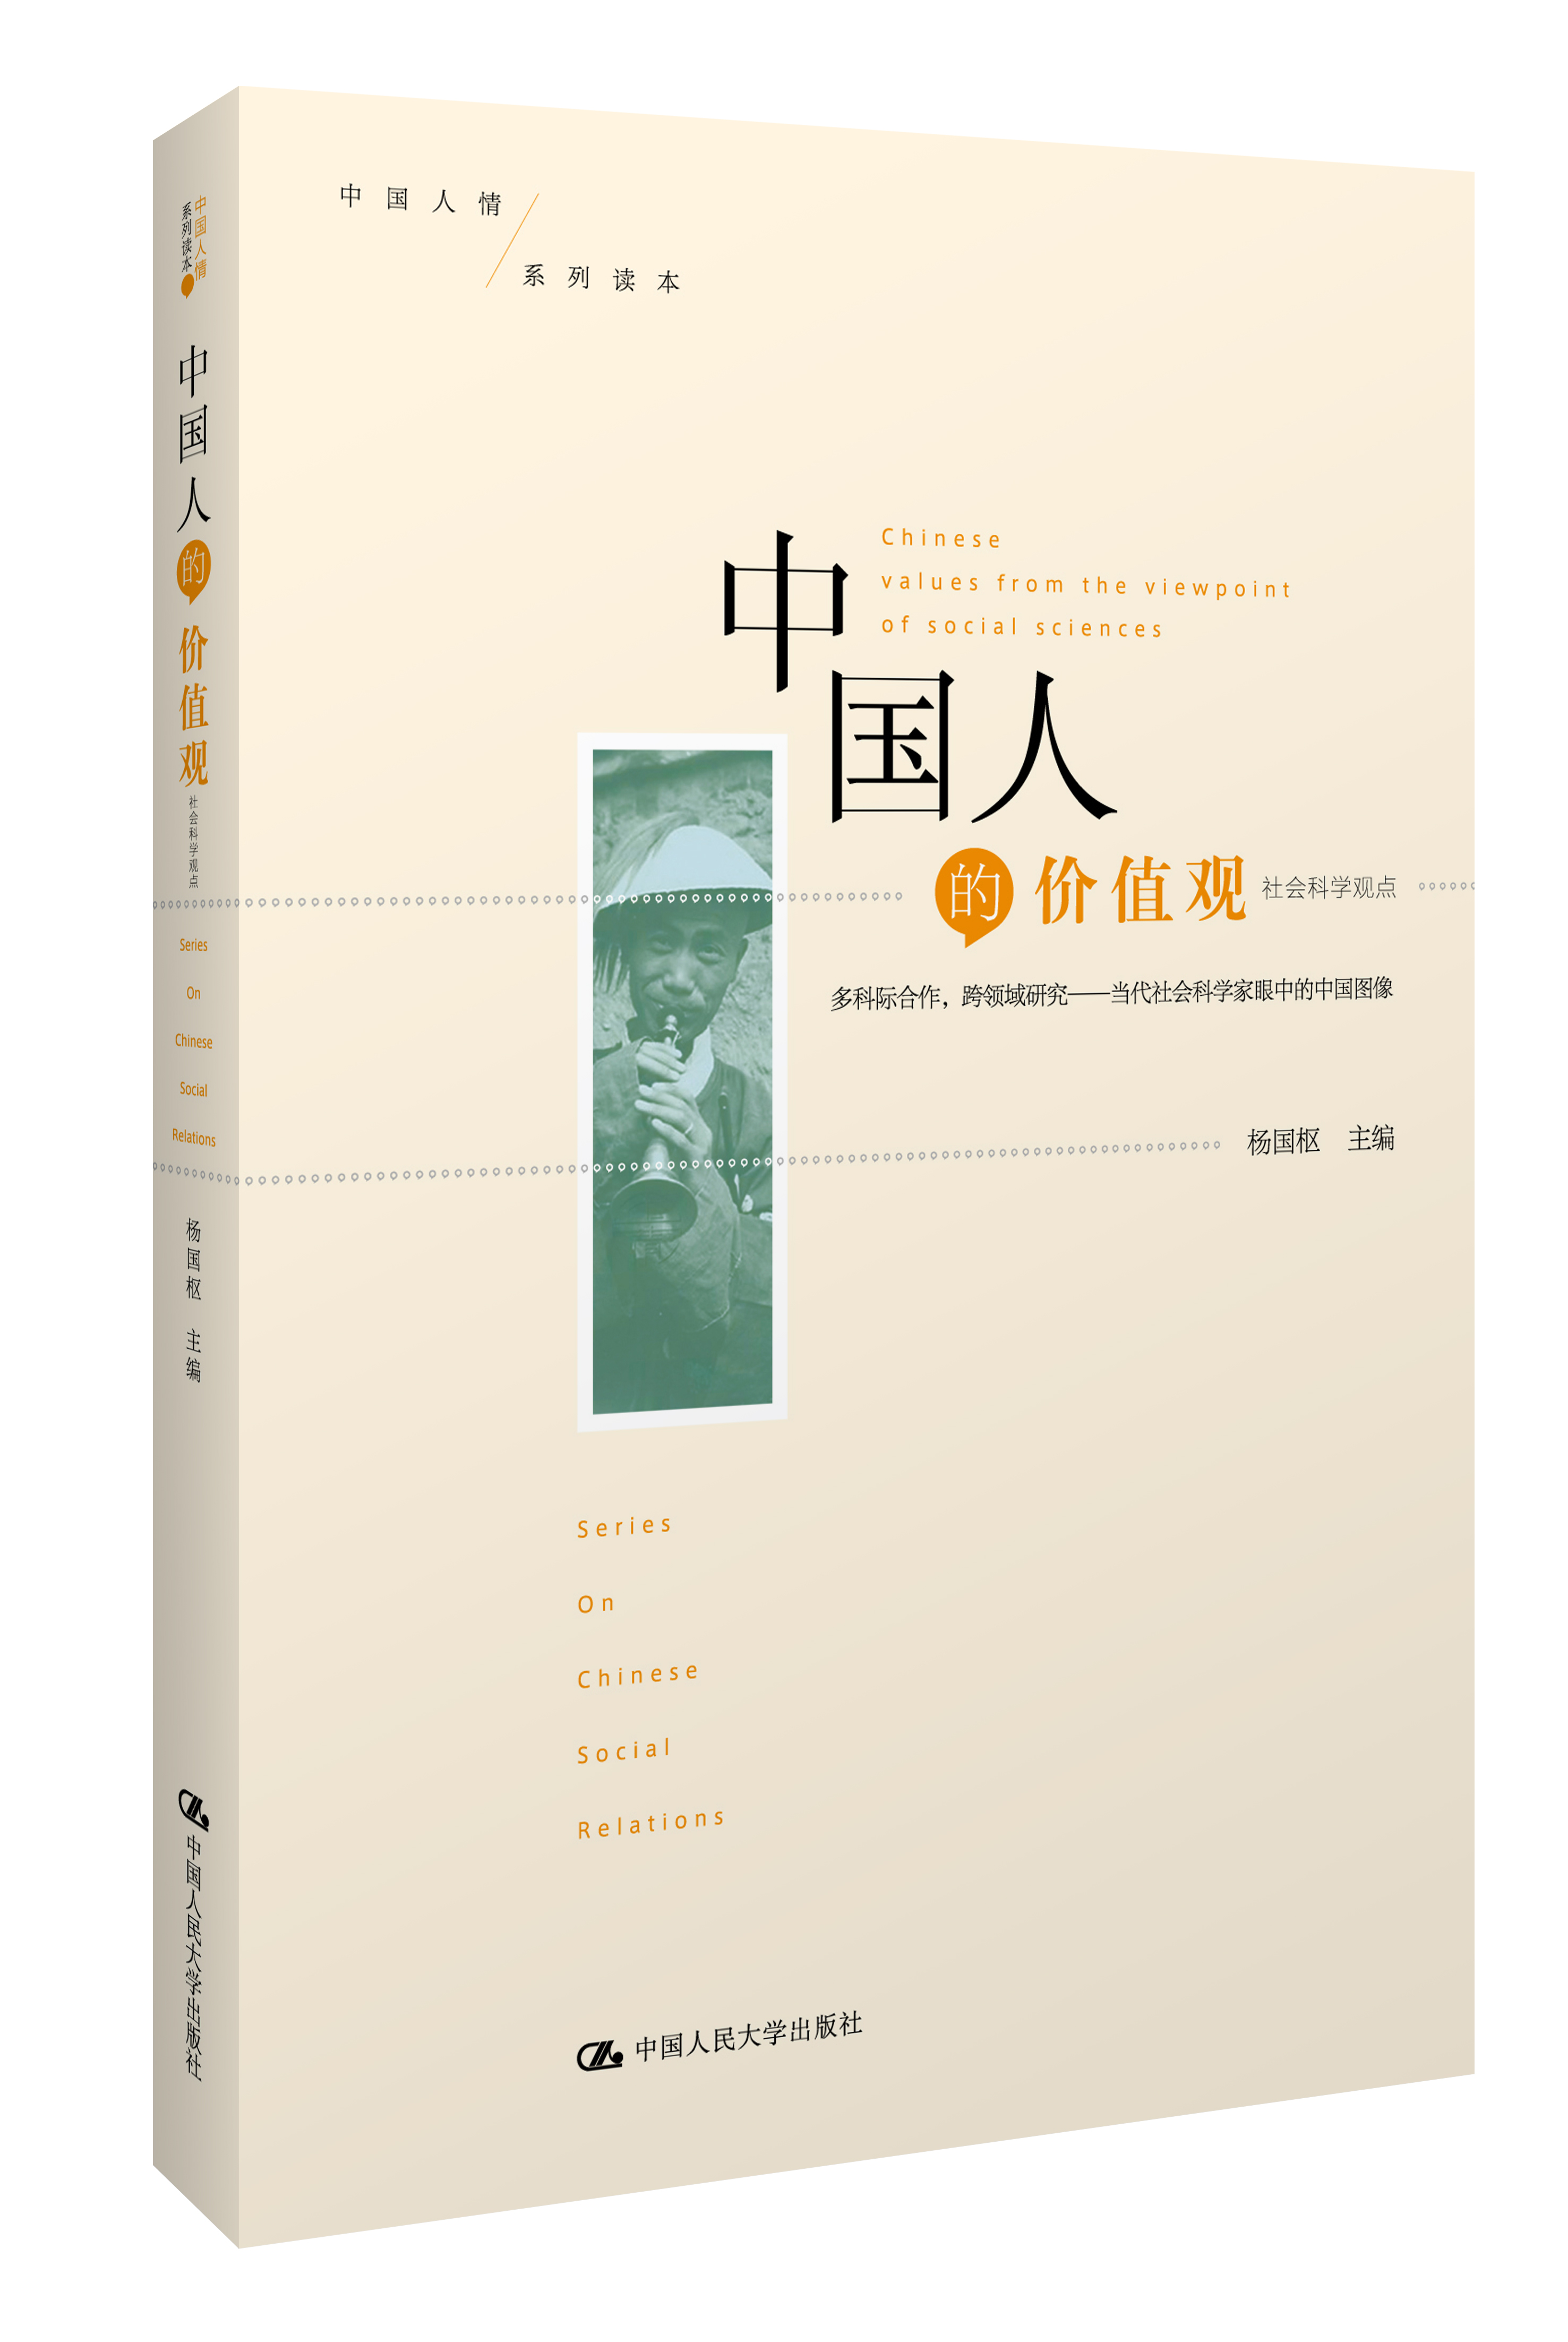 中国人情
系列读本
中国人的价值观
社会科学观点
Series
On
Chinese
Social
Relations
杨国枢 主编
中国人民大学出版社
中国人情
系列读本
Chinese
values from the viewpoint
of social sciences
中
国人
的价值观 社会科学观点
多科际合作，跨领域研究——当代社会科学家眼中的中国图像
杨国枢 主编
Series
On
Chinese
Social
Relations
中国人民大学出版社